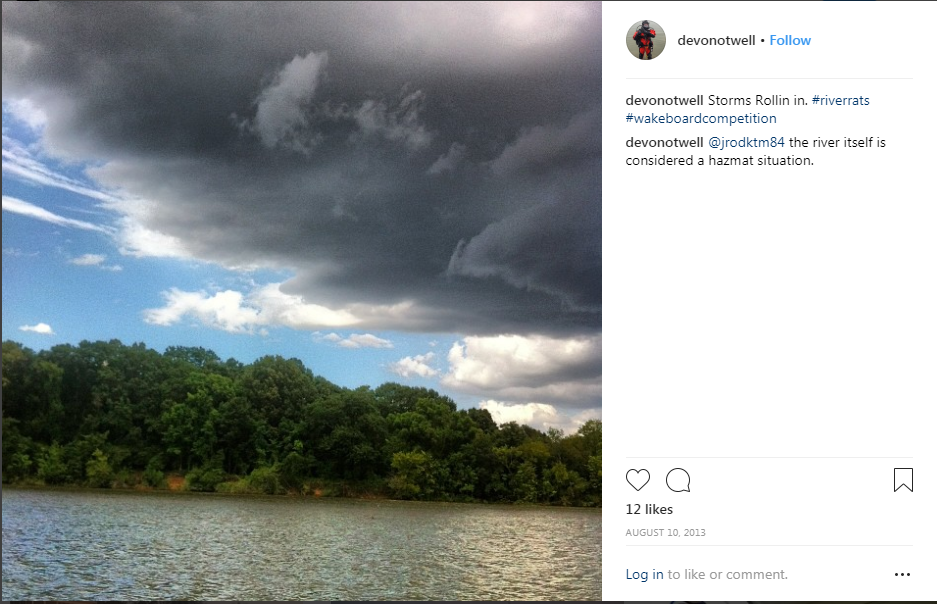 devonotwell • Follow
devonotwell Storms Rollin in. #riverrats
#wakeboardcompetition
devonotwell @jrodktm84 the river itself is
considered a hazmat situation.
12 likes
AUGUST 10, 2013
Log in to like or comment.